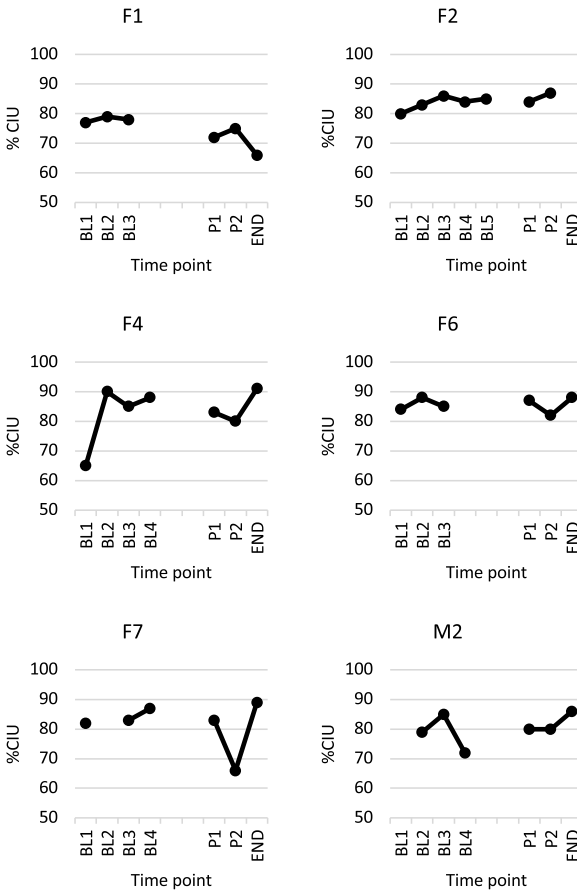 F1
100
90
80
70
60
50
% CIU
BL1
BL2
BL3
P1
P2
END
Time point
F2
100
90
80
70
60
50
%CIU
BL1
BL2
BL3
BL4
BL5
P1
P2
END
Time point
F4
100
90
80
70
60
50
%CIU
BL1
BL2
BL3
BL4
P1
P2
END
Time point
F6
100
90
80
70
60
50
%CIU
BL1
BL2
BL3
P1
P2
END
Time point
F7
100
90
80
70
60
50
%CIU
BL1
BL2
BL3
BL4
P1
P2
END
Time point
M2
100
90
80
70
60
50
%CIU
BL1
BL2
BL3
BL4
P1
P2
END
Time point